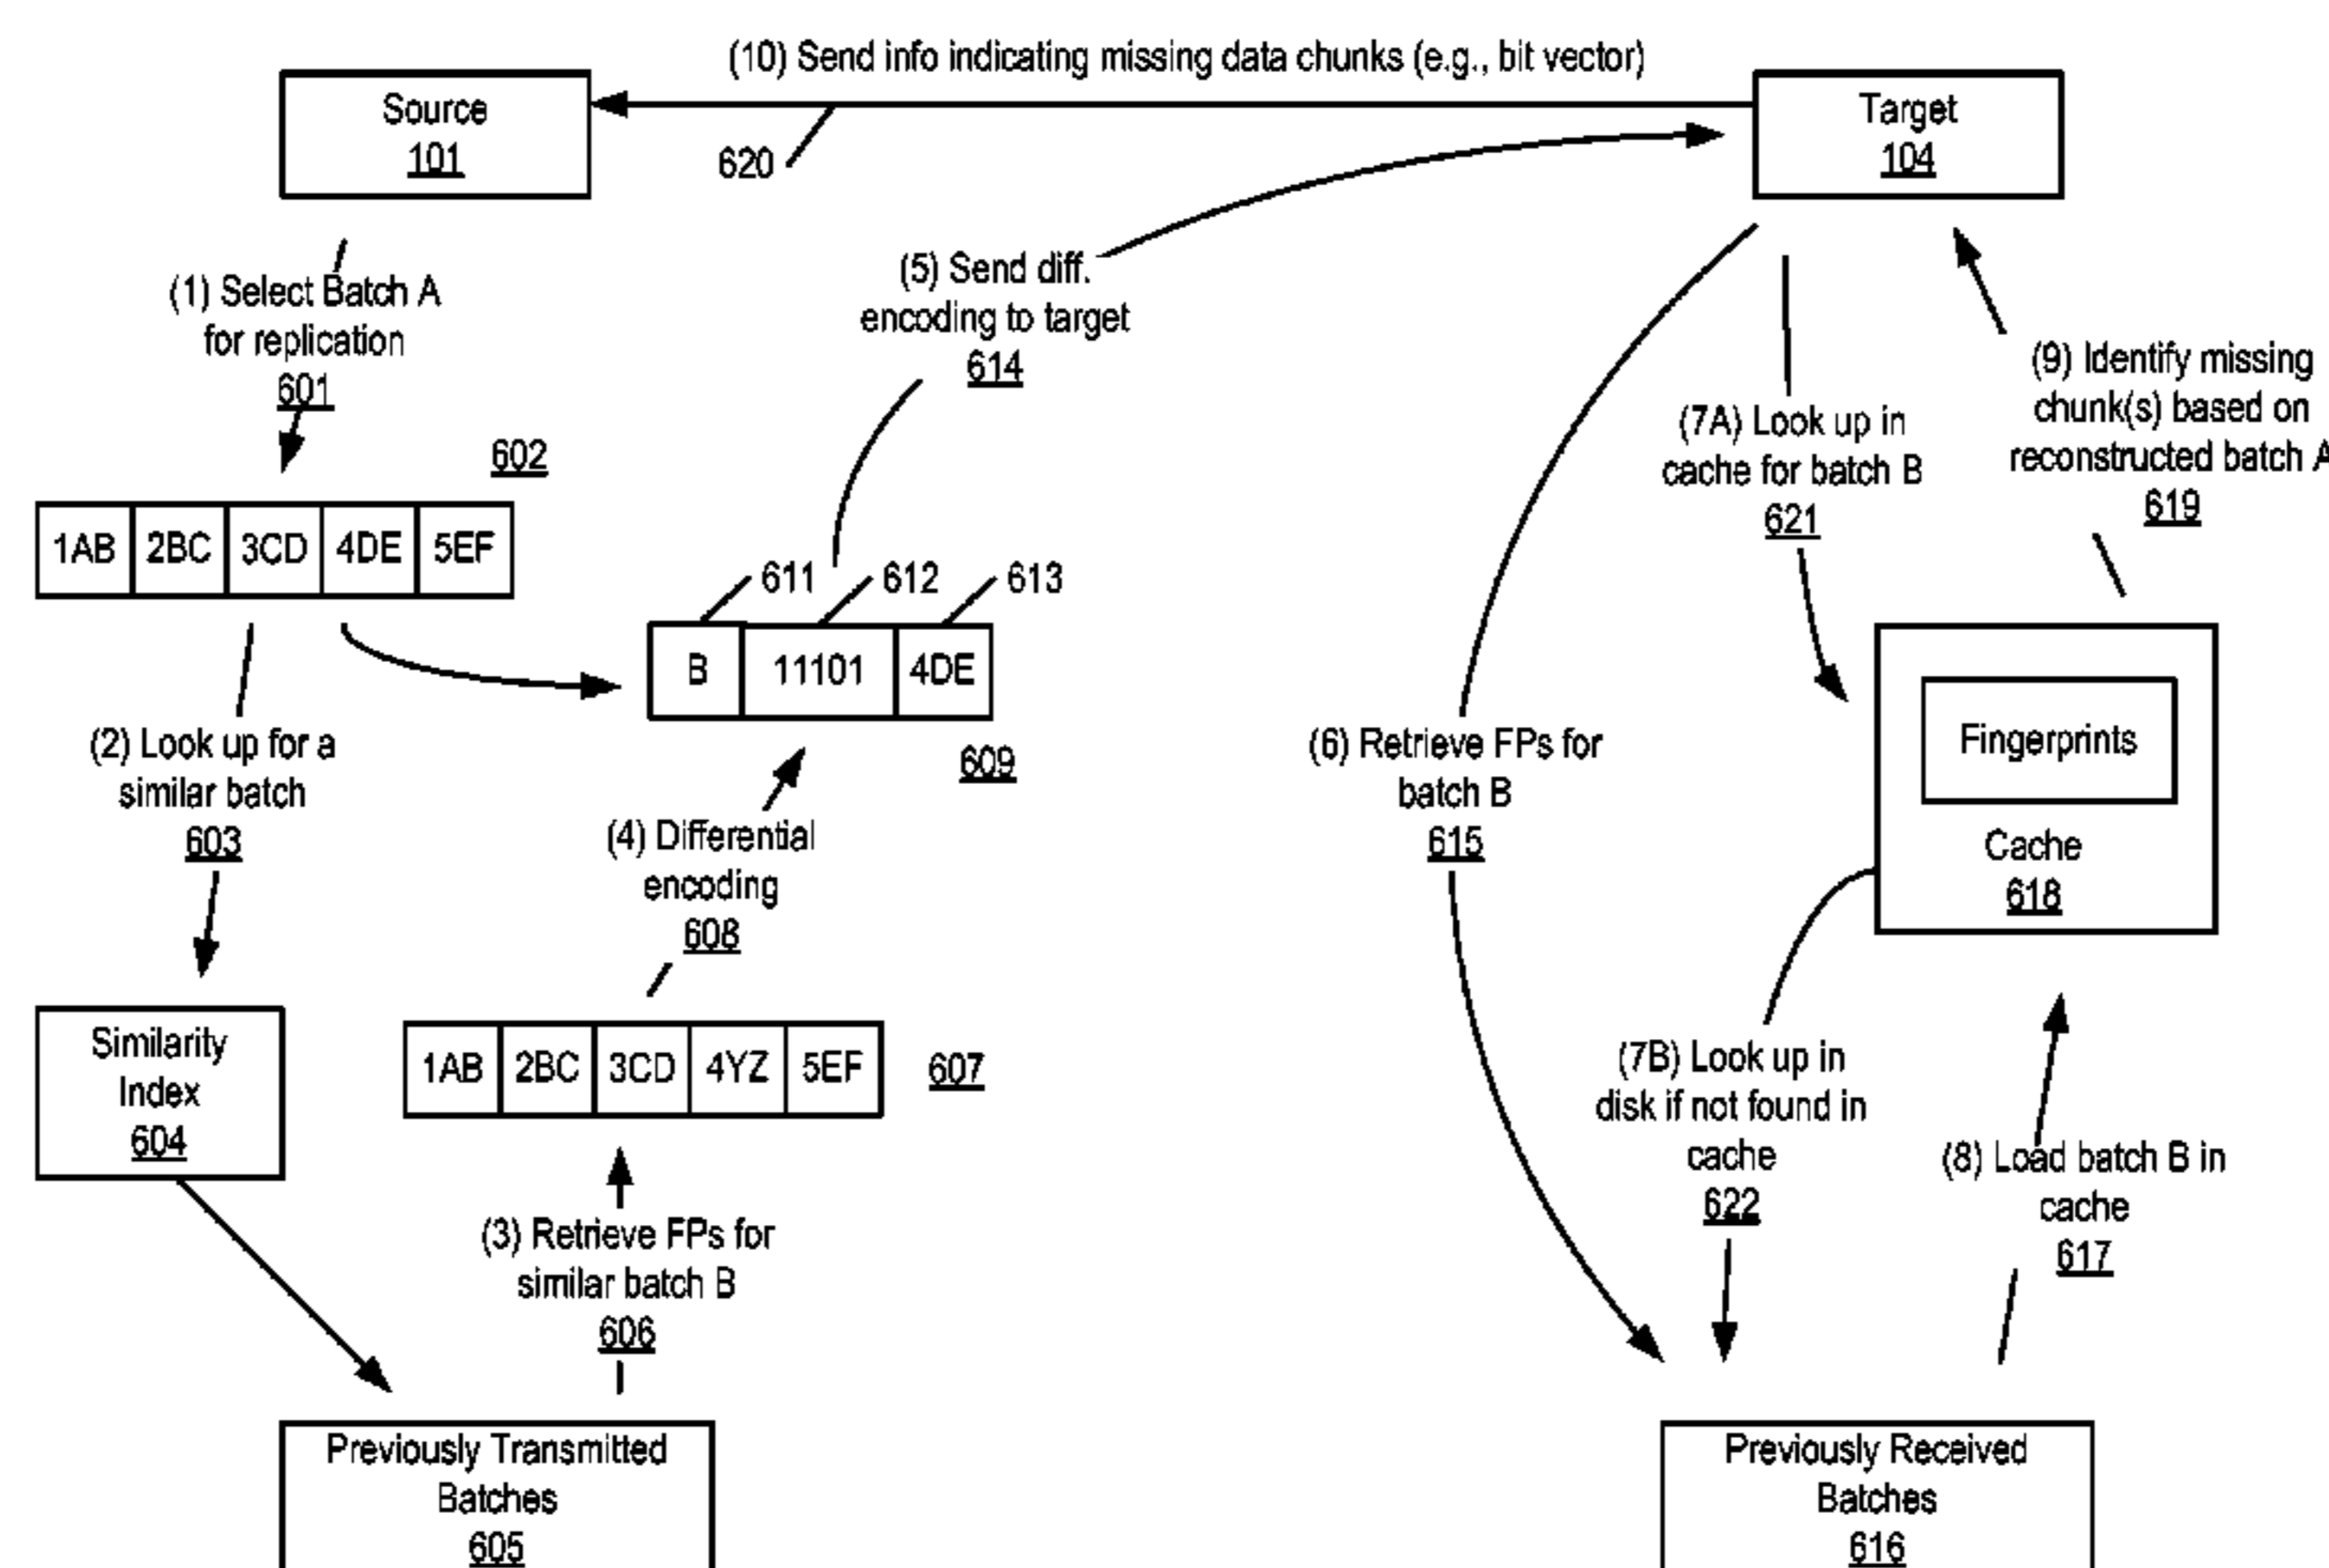 (10) Send info indicating missing data chunks (e.g., bit vector)
Source
101
Target
104
620
(1) Select Batch A
for replication
601
602
1AB 2BC 3CD 4DE 5EF
(5) Send diff.
encoding to target
614
611 612 613
B 11101 4DE
609
(2) Look up for a
similar batch
603
(4) Differential
encoding
608
Similarity
Index
604
1AB 2BC 3CD 4YZ 5EF
607
(3) Retrieve FPs for
similar batch B
606
Previously Transmitted
Batches
605
(6) Retrieve FPs for
batch B
615
(7A) Look up in
cache for batch B
621
(9) Identify missing
chunk(s) based on
reconstructed batch A
619
Fingerprints
Cache
618
(7B) Look up in
disk if not found in
cache
622
(8) Load batch B in
cache
617
Previously Received
Batches
616